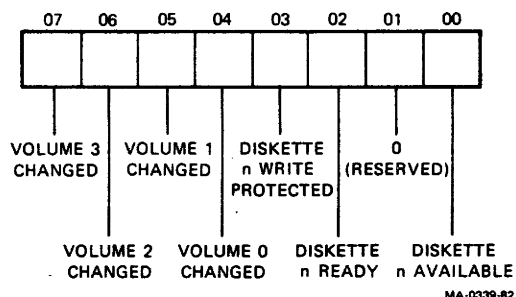 07 06 05 04 03 02 01 00
VOLUME 3 VOLUME 1 DISKETTE 0
CHANGED CHANGED n WRITE (RESERVED)
PROTECTED
VOLUME 2 VOLUME 0 DISKETTE DISKETTE
CHANGED CHANGED n READY n AVAILABLE
MA-0339-82